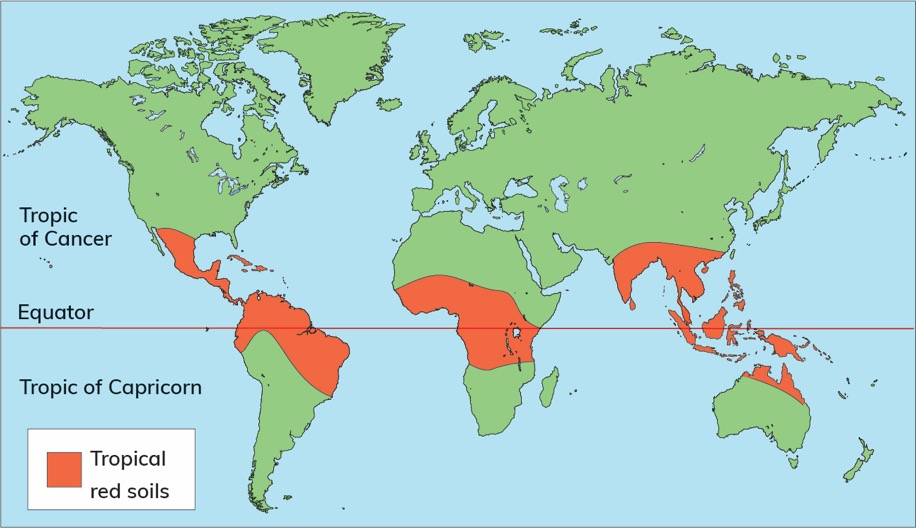 Tropic
of Cancer
Equator
Tropic of Capricorn
Tropical
red soils